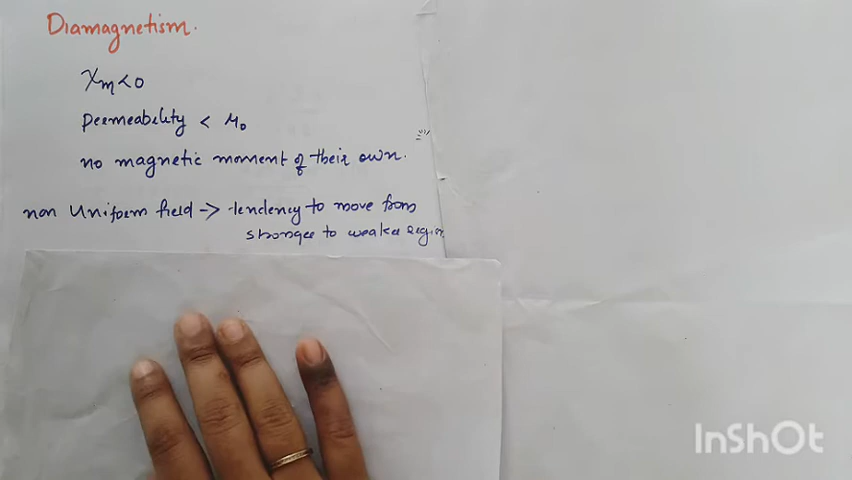 Diamagnetism.
χm<0
permeability < μ0
no magnetic moment of their own.
non Uniform field -> tendency to move from
stronger to weaker region
InShOt